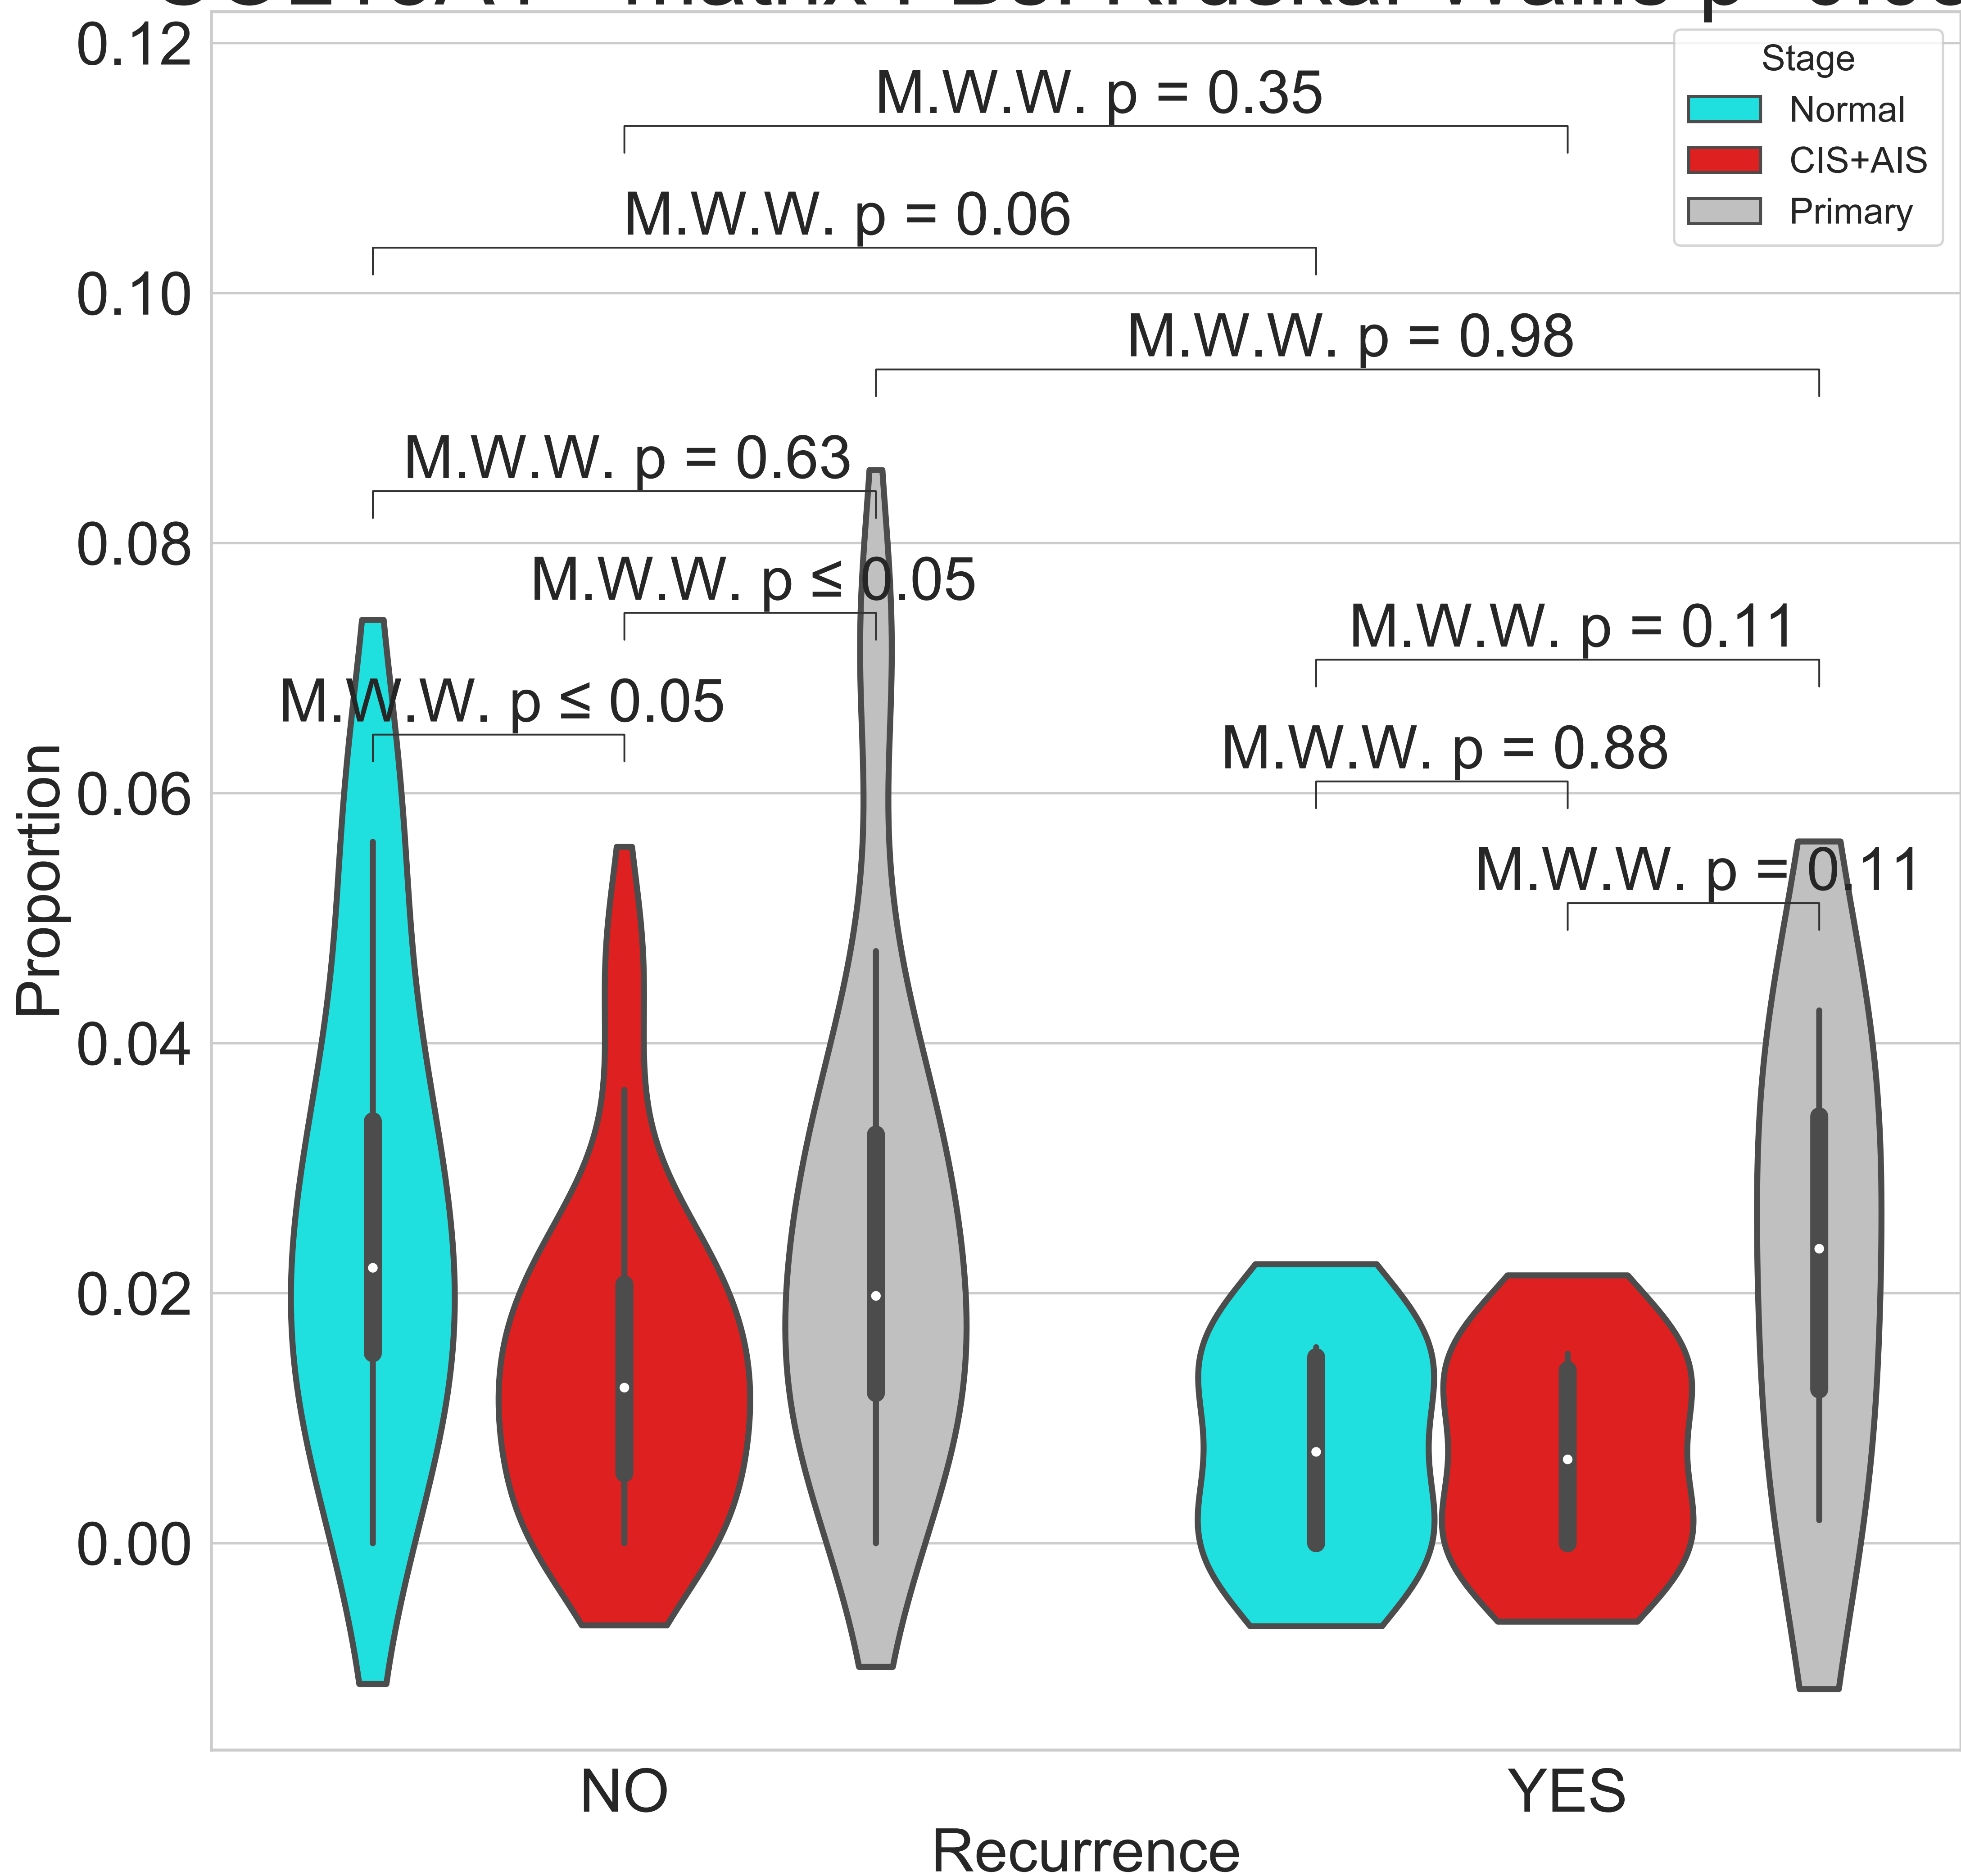 0.12
0.10
0.08
0.06
0.04
0.02
0.00
Proportion
Stage
Normal
CIS+AIS
Primary
M.W.W. p = 0.35
M.W.W. p = 0.06
M.W.W. p = 0.98
M.W.W. p = 0.63
M.W.W. p ≤ 0.05
M.W.W. p = 0.11
M.W.W. p ≤ 0.05
M.W.W. p = 0.88
M.W.W. p = 0.11
NO
YES
Recurrence